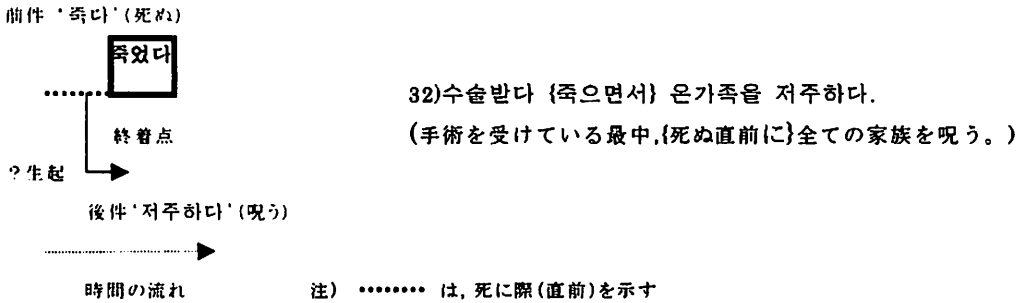 前件 '죽다'(死ぬ)
죽었다
32)수술받다 {죽으면서} 온가족을 저주하다.
終着点
(手術を受けている最中,{死ぬ直前に}全ての家族を呪う。)
?生起
後件'저주하다'(呪う)
時間の流れ
注) ・・・・・・・・ は, 死に際(直前)を示す